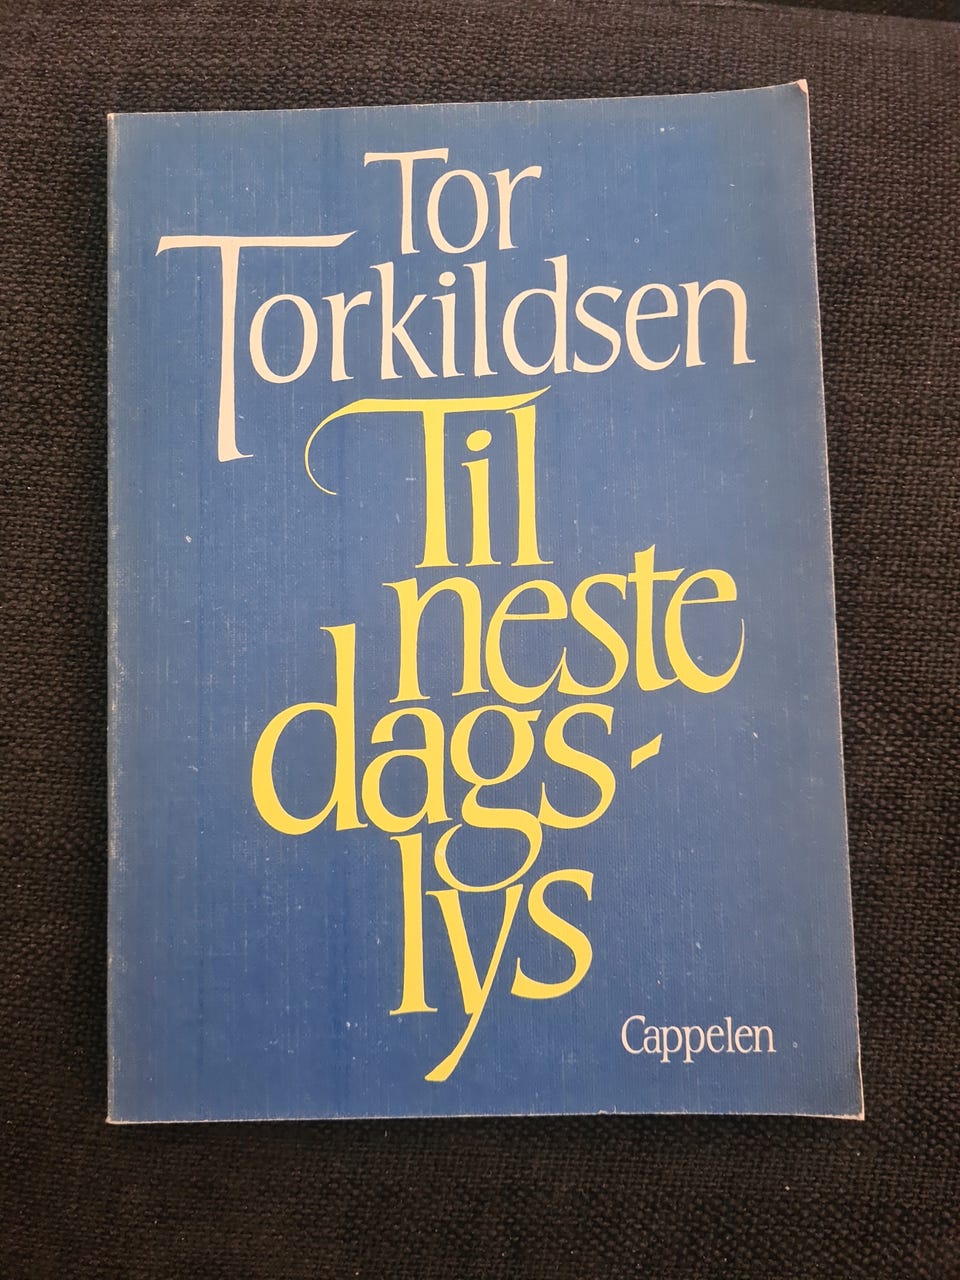 Tor
Torkildsen
Til
neste
dags-
lys
Cappelen